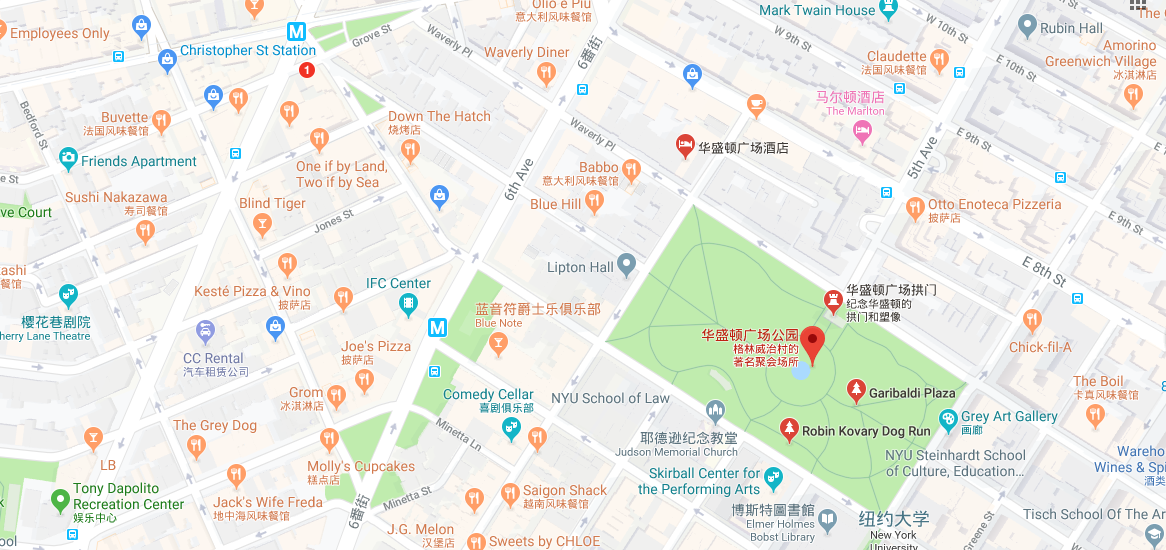 Olio e Più
意大利风味餐馆
Mark Twain House
Employees Only
Christopher St Station
M
1
Grove St
Waverly Pl
Waverly Diner
意大利风味餐馆
6番街
W 9th St
W 10th St
Rubin Hall
Claudette
法国风味餐馆
Amorino
Greenwich Village
冰淇淋店
E 10th St
Bedford St
Buvette
法国风味餐馆
Down The Hatch
烧烤店
马尔顿酒店
The Marlton
Waverly Pl
华盛顿广场酒店
E 9th St
E 9th St
5th Ave
Friends Apartment
One if by Land,
Two if by Sea
6th Ave
Babbo
意大利风味餐馆
Sushi Nakazawa
寿司餐馆
Blind Tiger
Blue Hill
Otto Enoteca Pizzeria
披萨店
ve Court
Jones St
Lipton Hall
E 8th St
ashi
餐馆
IFC Center
Kesté Pizza & Vino
披萨店
华盛顿广场拱门
纪念华盛顿的
拱门和塑像
樱花巷剧院
herry Lane Theatre
蓝音符爵士乐俱乐部
Blue Note
M
华盛顿广场公园
格林威治村的
著名聚会场所
Chick-fil-A
CC Rental
汽车租赁公司
Joe's Pizza
披萨店
The Boil
卡真风味餐馆
Grom
冰淇淋店
Comedy Cellar
喜剧俱乐部
NYU School of Law
Garibaldi Plaza
Grey Art Gallery
画廊
The Grey Dog
Minetta Ln
耶德逊纪念教堂
Judson Memorial Church
Robin Kovary Dog Run
NYU Steinhardt School
of Culture, Education...
LB
Molly's Cupcakes
糕点店
Skirball Center for
the Performing Arts
Wareho
Wines & Spi
酒类
Tony Dapolito
Recreation Center
娱乐中心
Jack's Wife Freda
地中海风味餐馆
6番街
Minetta St
Saigon Shack
越南风味餐馆
博斯特圖書館
Elmer Holmes
Bobst Library
纽约大学
New York
University
Tisch School Of The Ar
J.G. Melon
汉堡店
Sweets by CHLOE